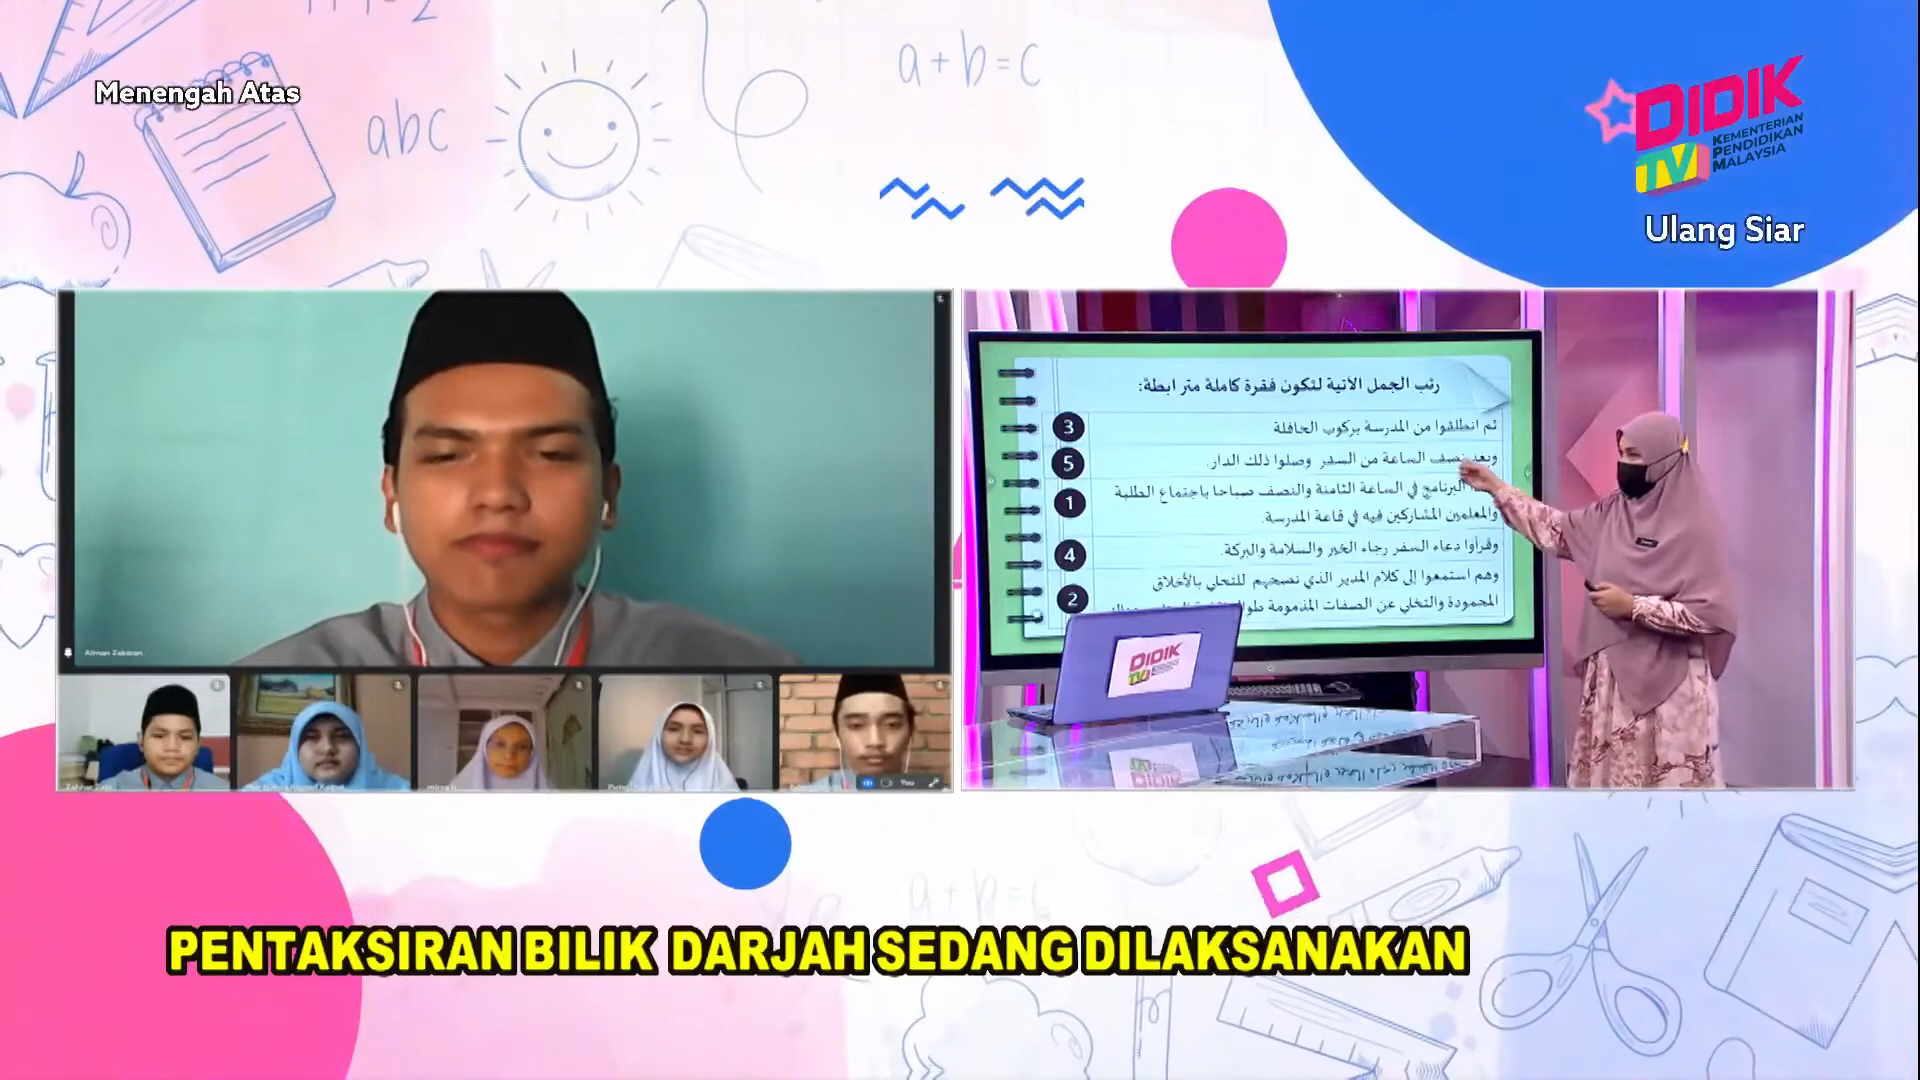 Menengah Atas
abc
a+b=c
DIDIK
TV
KEMENTERIAN
PENDIDIKAN
MALAYSIA
Ulang Siar
رتب الجمل الآتية لتكون فقرة كاملة مترابطة:
3 ثم انطلقوا من المدرسة بركوب الحافلة
5 وبعد نصف الساعة من السفر وصلوا ذلك الدار.
1 البرنامج في الساعة الثامنة والنصف صباحا باجتماع الطلبة
والمعلمين المشاركين فيه في قاعة المدرسة.
4 وقرأوا دعاء السفر رجاء الخير والسلامة والبركة.
وهم استمعوا إلى كلام المدير الذي نصحهم للتحلي بالأخلاق
2 المحمودة والتخلي عن الصفات المذمومة
DIDIK
TV
Aiman Zakwan
You
PENTAKSIRAN BILIK DARJAH SEDANG DILAKSANAKAN